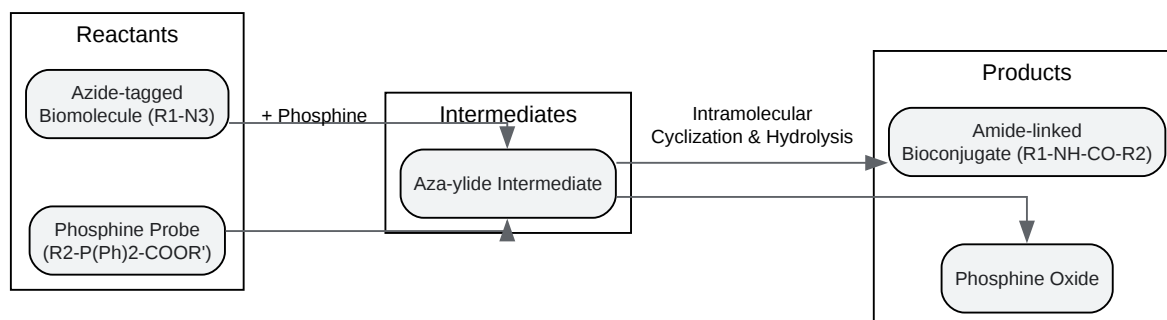 Reactants
Azide-tagged
Biomolecule (R1-N3)
Phosphine Probe
(R2-P(Ph)2-COOR')
+ Phosphine
Intermediates
Aza-ylide Intermediate
Intramolecular
Cyclization & Hydrolysis
Products
Amide-linked
Bioconjugate (R1-NH-CO-R2)
Phosphine Oxide